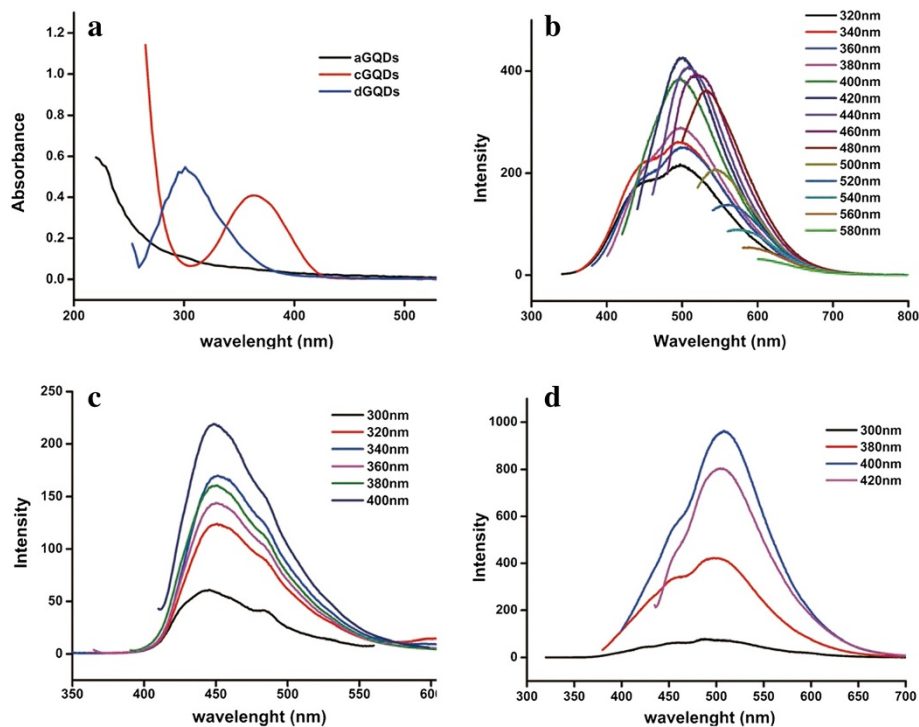 a
Absorbance
1.2
1.0
0.8
0.6
0.4
0.2
0.0
aGQDs
cGQDs
dGQDs
200 300 400 500
wavelenght (nm)
b
Intensity
400
200
0
320nm
340nm
360nm
380nm
400nm
420nm
440nm
460nm
480nm
500nm
520nm
540nm
560nm
580nm
300 400 500 600 700 800
Wavelenght (nm)
c
Intensity
250
200
150
100
50
0
300nm
320nm
340nm
360nm
380nm
400nm
350 400 450 500 550 600
wavelenght (nm)
d
Intensity
1000
800
600
400
200
0
300nm
380nm
400nm
420nm
300 350 400 450 500 550 600 650 700
wavelenght (nm)